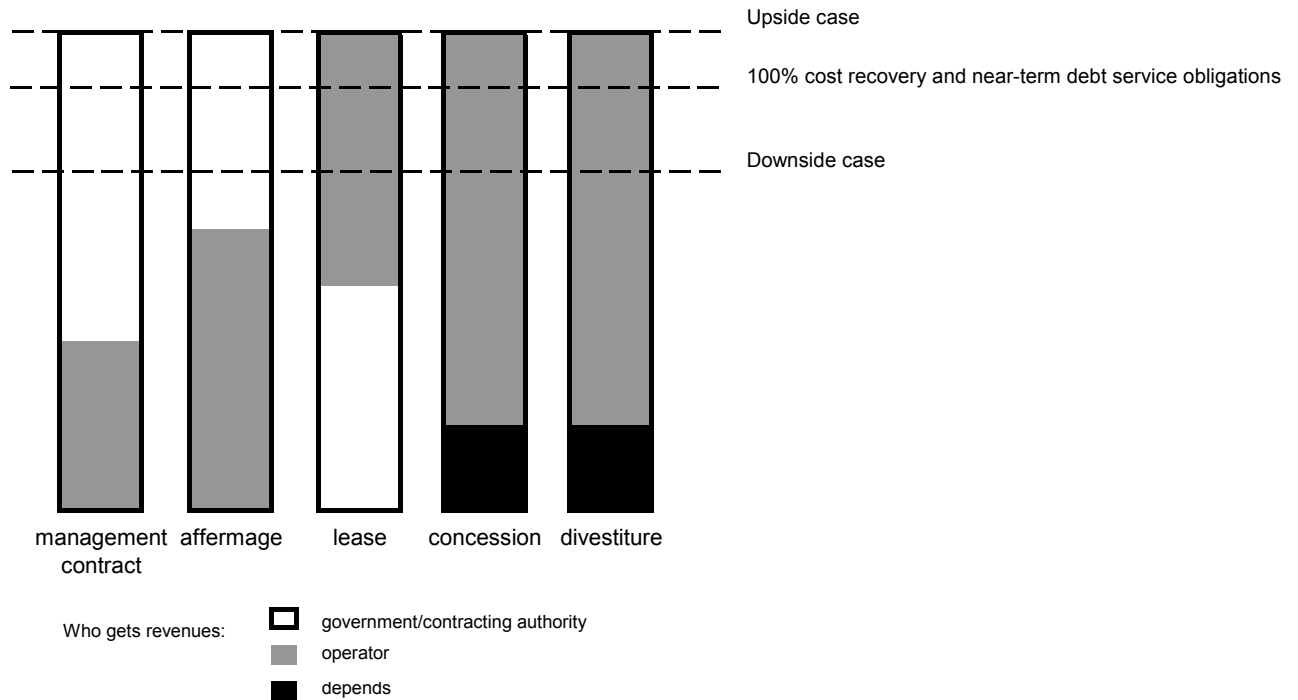 Upside case
100% cost recovery and near-term debt service obligations
Downside case
management
contract
affermage
lease
concession
divestiture
Who gets revenues:
government/contracting authority
operator
depends